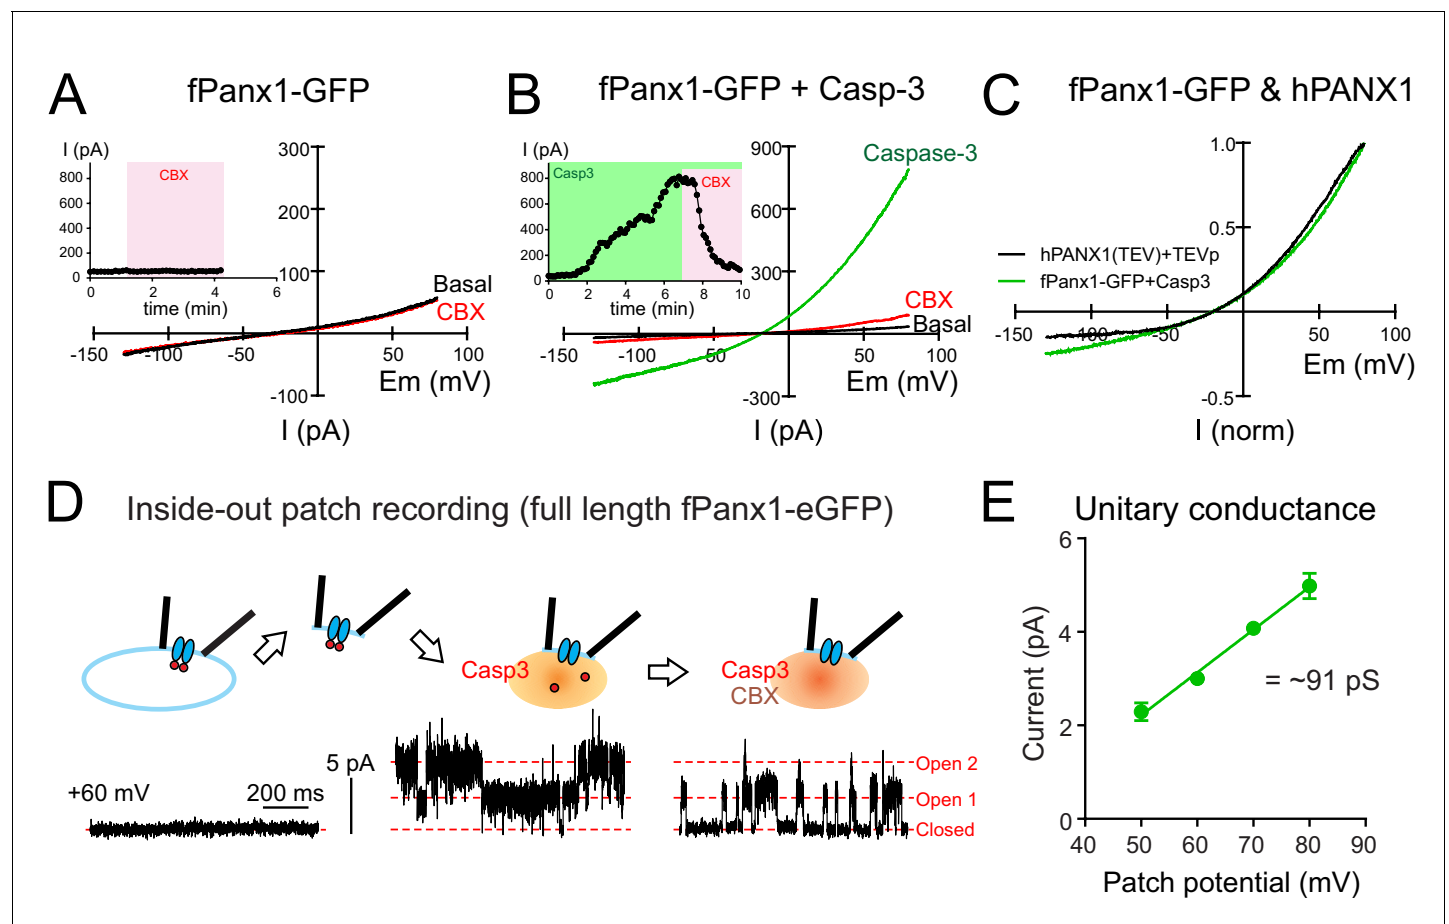 A
fPanx1-GFP
I (pA)
CBX
800
600
400
200
0
0
2
4
6
time (min)
300
200
100
-100
-150
-100
-50
50
100
Basal
CBX
Em (mV)
I (pA)
B
fPanx1-GFP + Casp-3
I (pA)
Casp3
CBX
800
600
400
200
0
0
2
4
6
8
10
time (min)
900
600
300
-300
-150
-100
50
50
100
Caspase-3
CBX
Basal
Em (mV)
I (pA)
C
fPanx1-GFP & hPANX1
1.0
0.5
-0.5
hPANX1(TEV)+TEVp
fPanx1-GFP+Casp3
-150
-100
-50
50
100
Em (mV)
I (norm)
D
Inside-out patch recording (full length fPanx1-eGFP)
Casp3
Casp3
CBX
+60 mV
200 ms
5 pA
Open 2
Open 1
Closed
E
Unitary conductance
Current (pA)
6
4
2
0
40
50
60
70
80
90
= ~91 pS
Patch potential (mV)